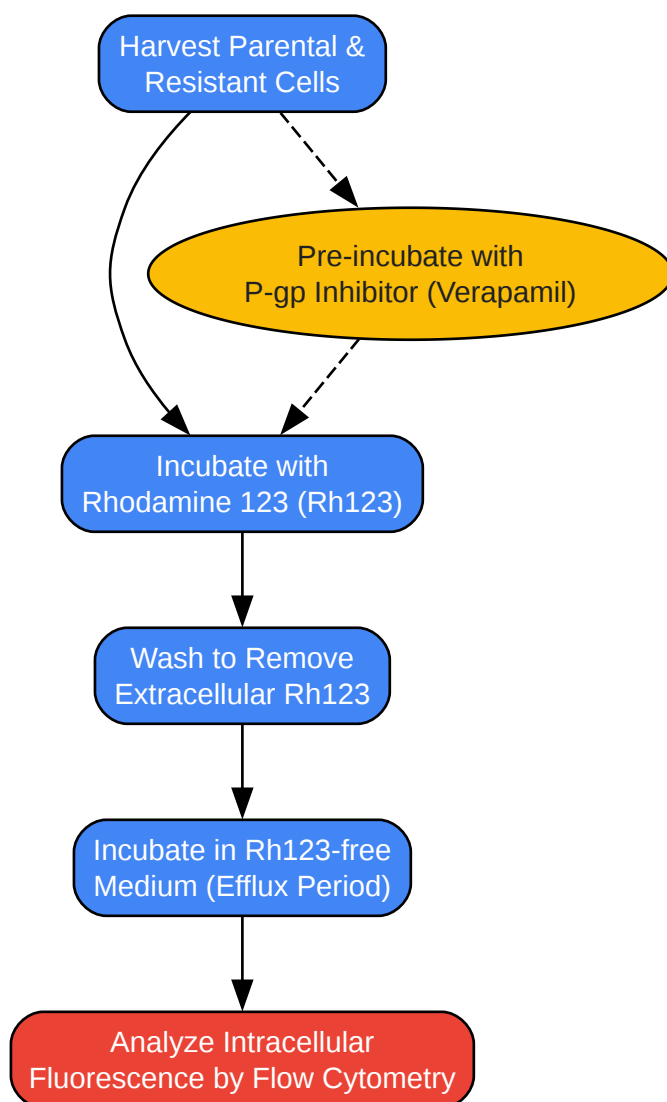 Harvest Parental &
Resistant Cells
Pre-incubate with
P-gp Inhibitor (Verapamil)
Incubate with
Rhodamine 123 (Rh123)
Wash to Remove
Extracellular Rh123
Incubate in Rh123-free
Medium (Efflux Period)
Analyze Intracellular
Fluorescence by Flow Cytometry